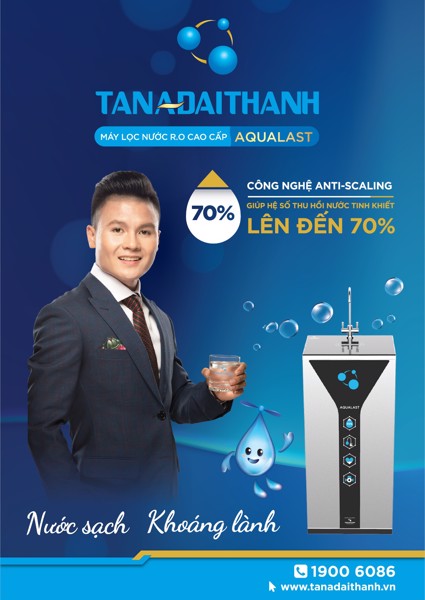 TANADAITHANH
MÁY LỌC NƯỚC R.O CAO CẤP AQUALAST
CÔNG NGHỆ ANTI-SCALING
70%
GIÚP HỆ SỐ THU HỒI NƯỚC TINH KHIẾT
LÊN ĐẾN 70%
AQUALAST
Nước sạch Khoáng lành
1900 6086
www.tanadaithanh.vn